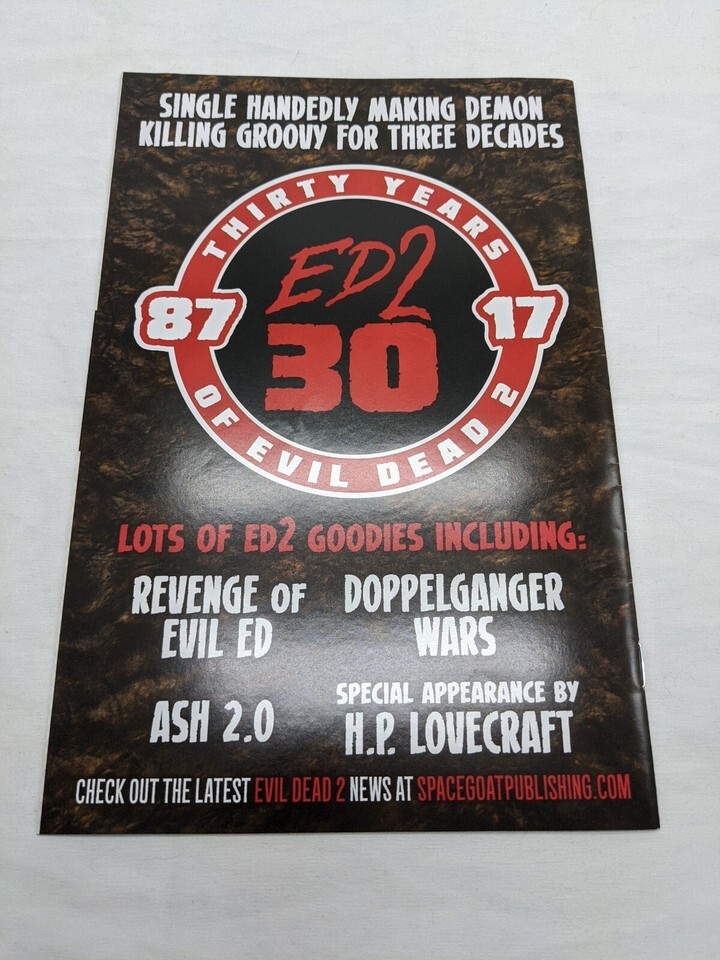 SINGLE HANDEDLY MAKING DEMON
KILLING GROOVY FOR THREE DECADES
THIRTY YEARS
ED2
87
17
30
OF EVIL DEAD 2
LOTS OF ED2 GOODIES INCLUDING:
REVENGE OF
EVIL ED
DOPPELGANGER
WARS
ASH 2.0
SPECIAL APPEARANCE BY
H.P. LOVECRAFT
CHECK OUT THE LATEST EVIL DEAD 2 NEWS AT SPACEGOATPUBLISHING.COM